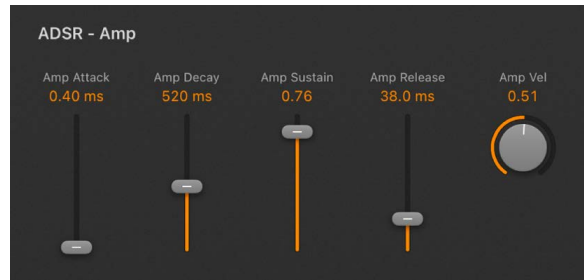 ADSR - Amp
Amp Attack Amp Decay Amp Sustain Amp Release Amp Vel
0.40 ms 520 ms 0.76 38.0 ms 0.51